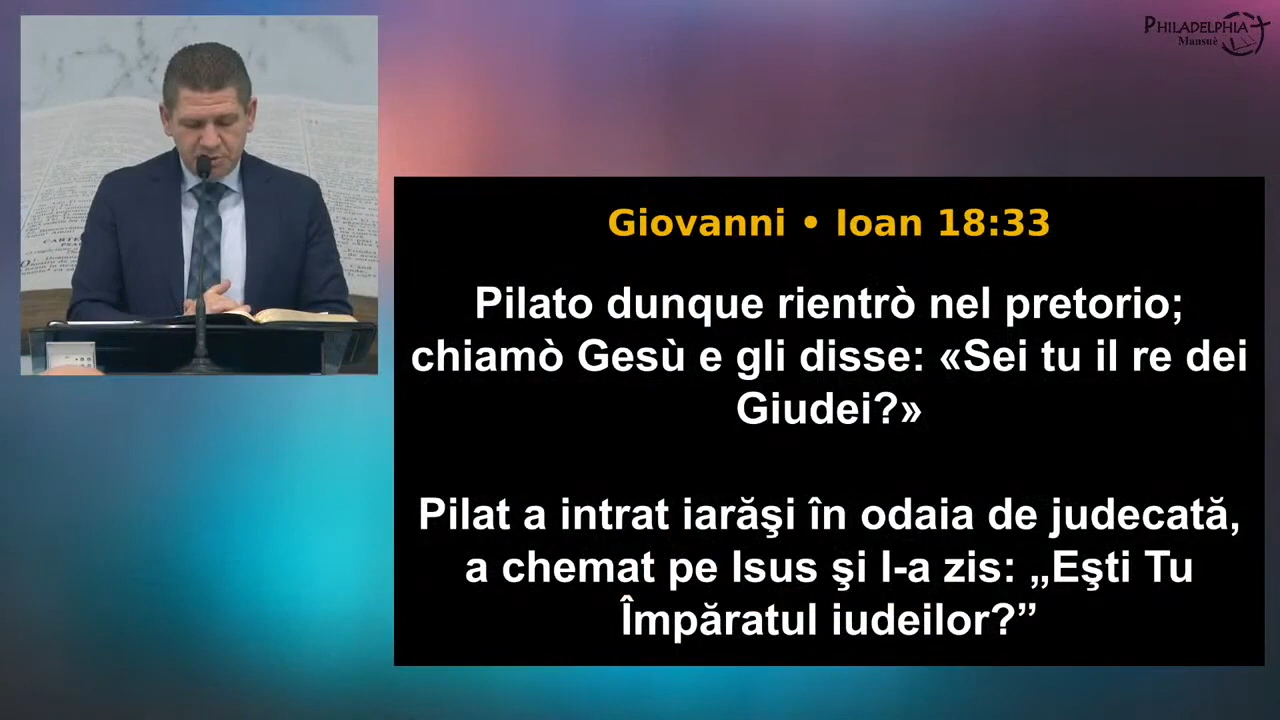 PHILADELPHIA
Mansuè
Giovanni • Ioan 18:33
Pilato dunque rientrò nel pretorio;
chiamò Gesù e gli disse: «Sei tu il re dei
Giudei?»
Pilat a intrat iarăşi în odaia de judecată,
a chemat pe Isus şi I-a zis: „Eşti Tu
Împăratul iudeilor?”